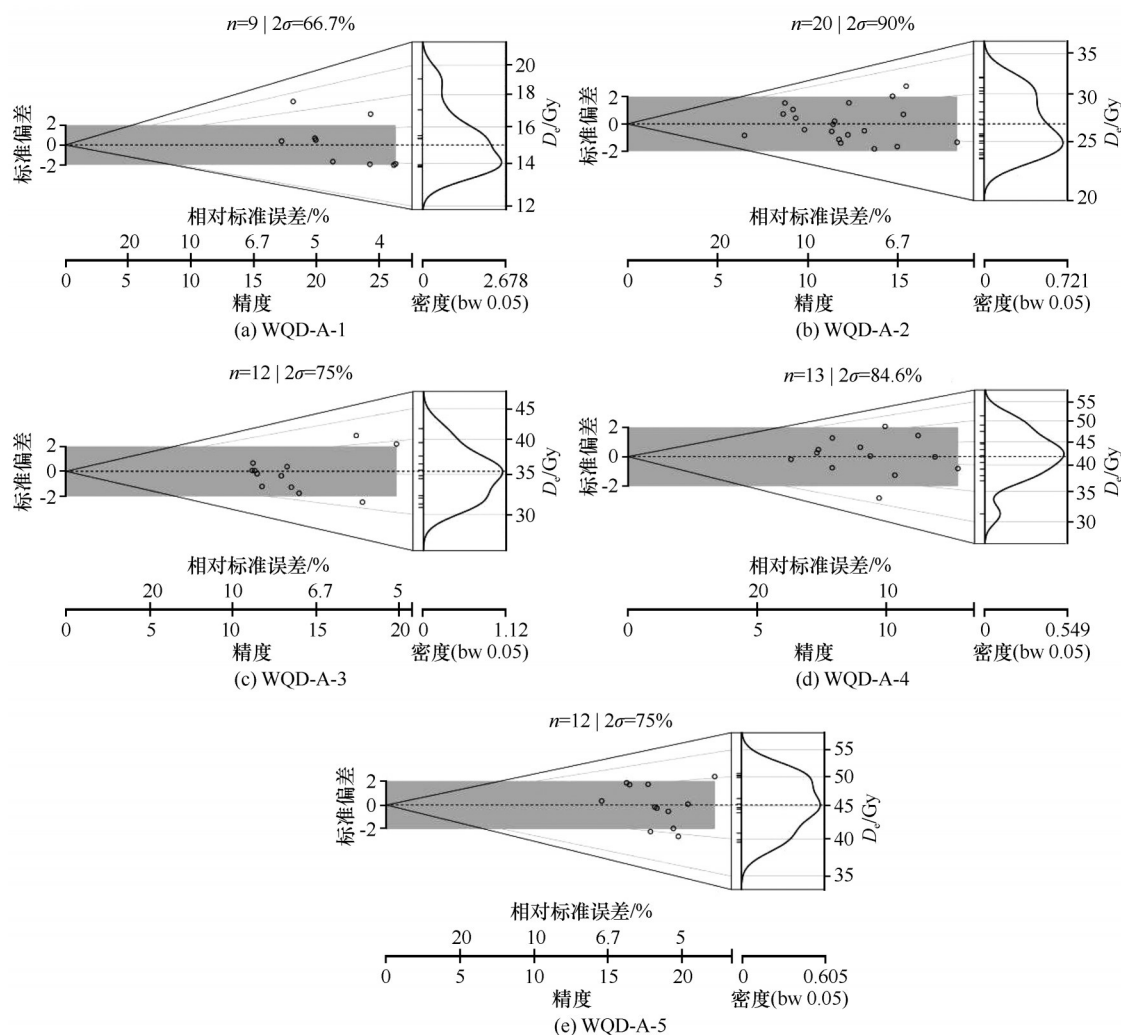 n=9 | 2σ=66.7%
标准偏差
2
0
-2
20
18
16
14
12
De/Gy
相对标准误差/%
20 10 6.7 5 4
0 5 10 15 20 25
精度
0 2.678
密度(bw 0.05)
(a) WQD-A-1
n=20 | 2σ=90%
标准偏差
2
0
-2
35
30
25
20
De/Gy
相对标准误差/%
20 10 6.7
0 5 10 15
精度
0 0.721
密度(bw 0.05)
(b) WQD-A-2
n=12 | 2σ=75%
标准偏差
2
0
-2
45
40
35
30
De/Gy
相对标准误差/%
20 10 6.7 5
0 5 10 15 20
精度
0 1.12
密度(bw 0.05)
(c) WQD-A-3
n=13 | 2σ=84.6%
标准偏差
2
0
-2
55
50
45
40
35
30
De/Gy
相对标准误差/%
20 10
0 5 10
精度
0 0.549
密度(bw 0.05)
(d) WQD-A-4
n=12 | 2σ=75%
标准偏差
2
0
-2
55
50
45
40
35
De/Gy
相对标准误差/%
20 10 6.7 5
0 5 10 15 20
精度
0 0.605
密度(bw 0.05)
(e) WQD-A-5